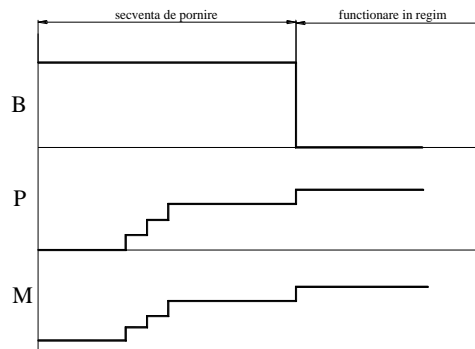 secventa de pornire
functionare in regim
B
P
M